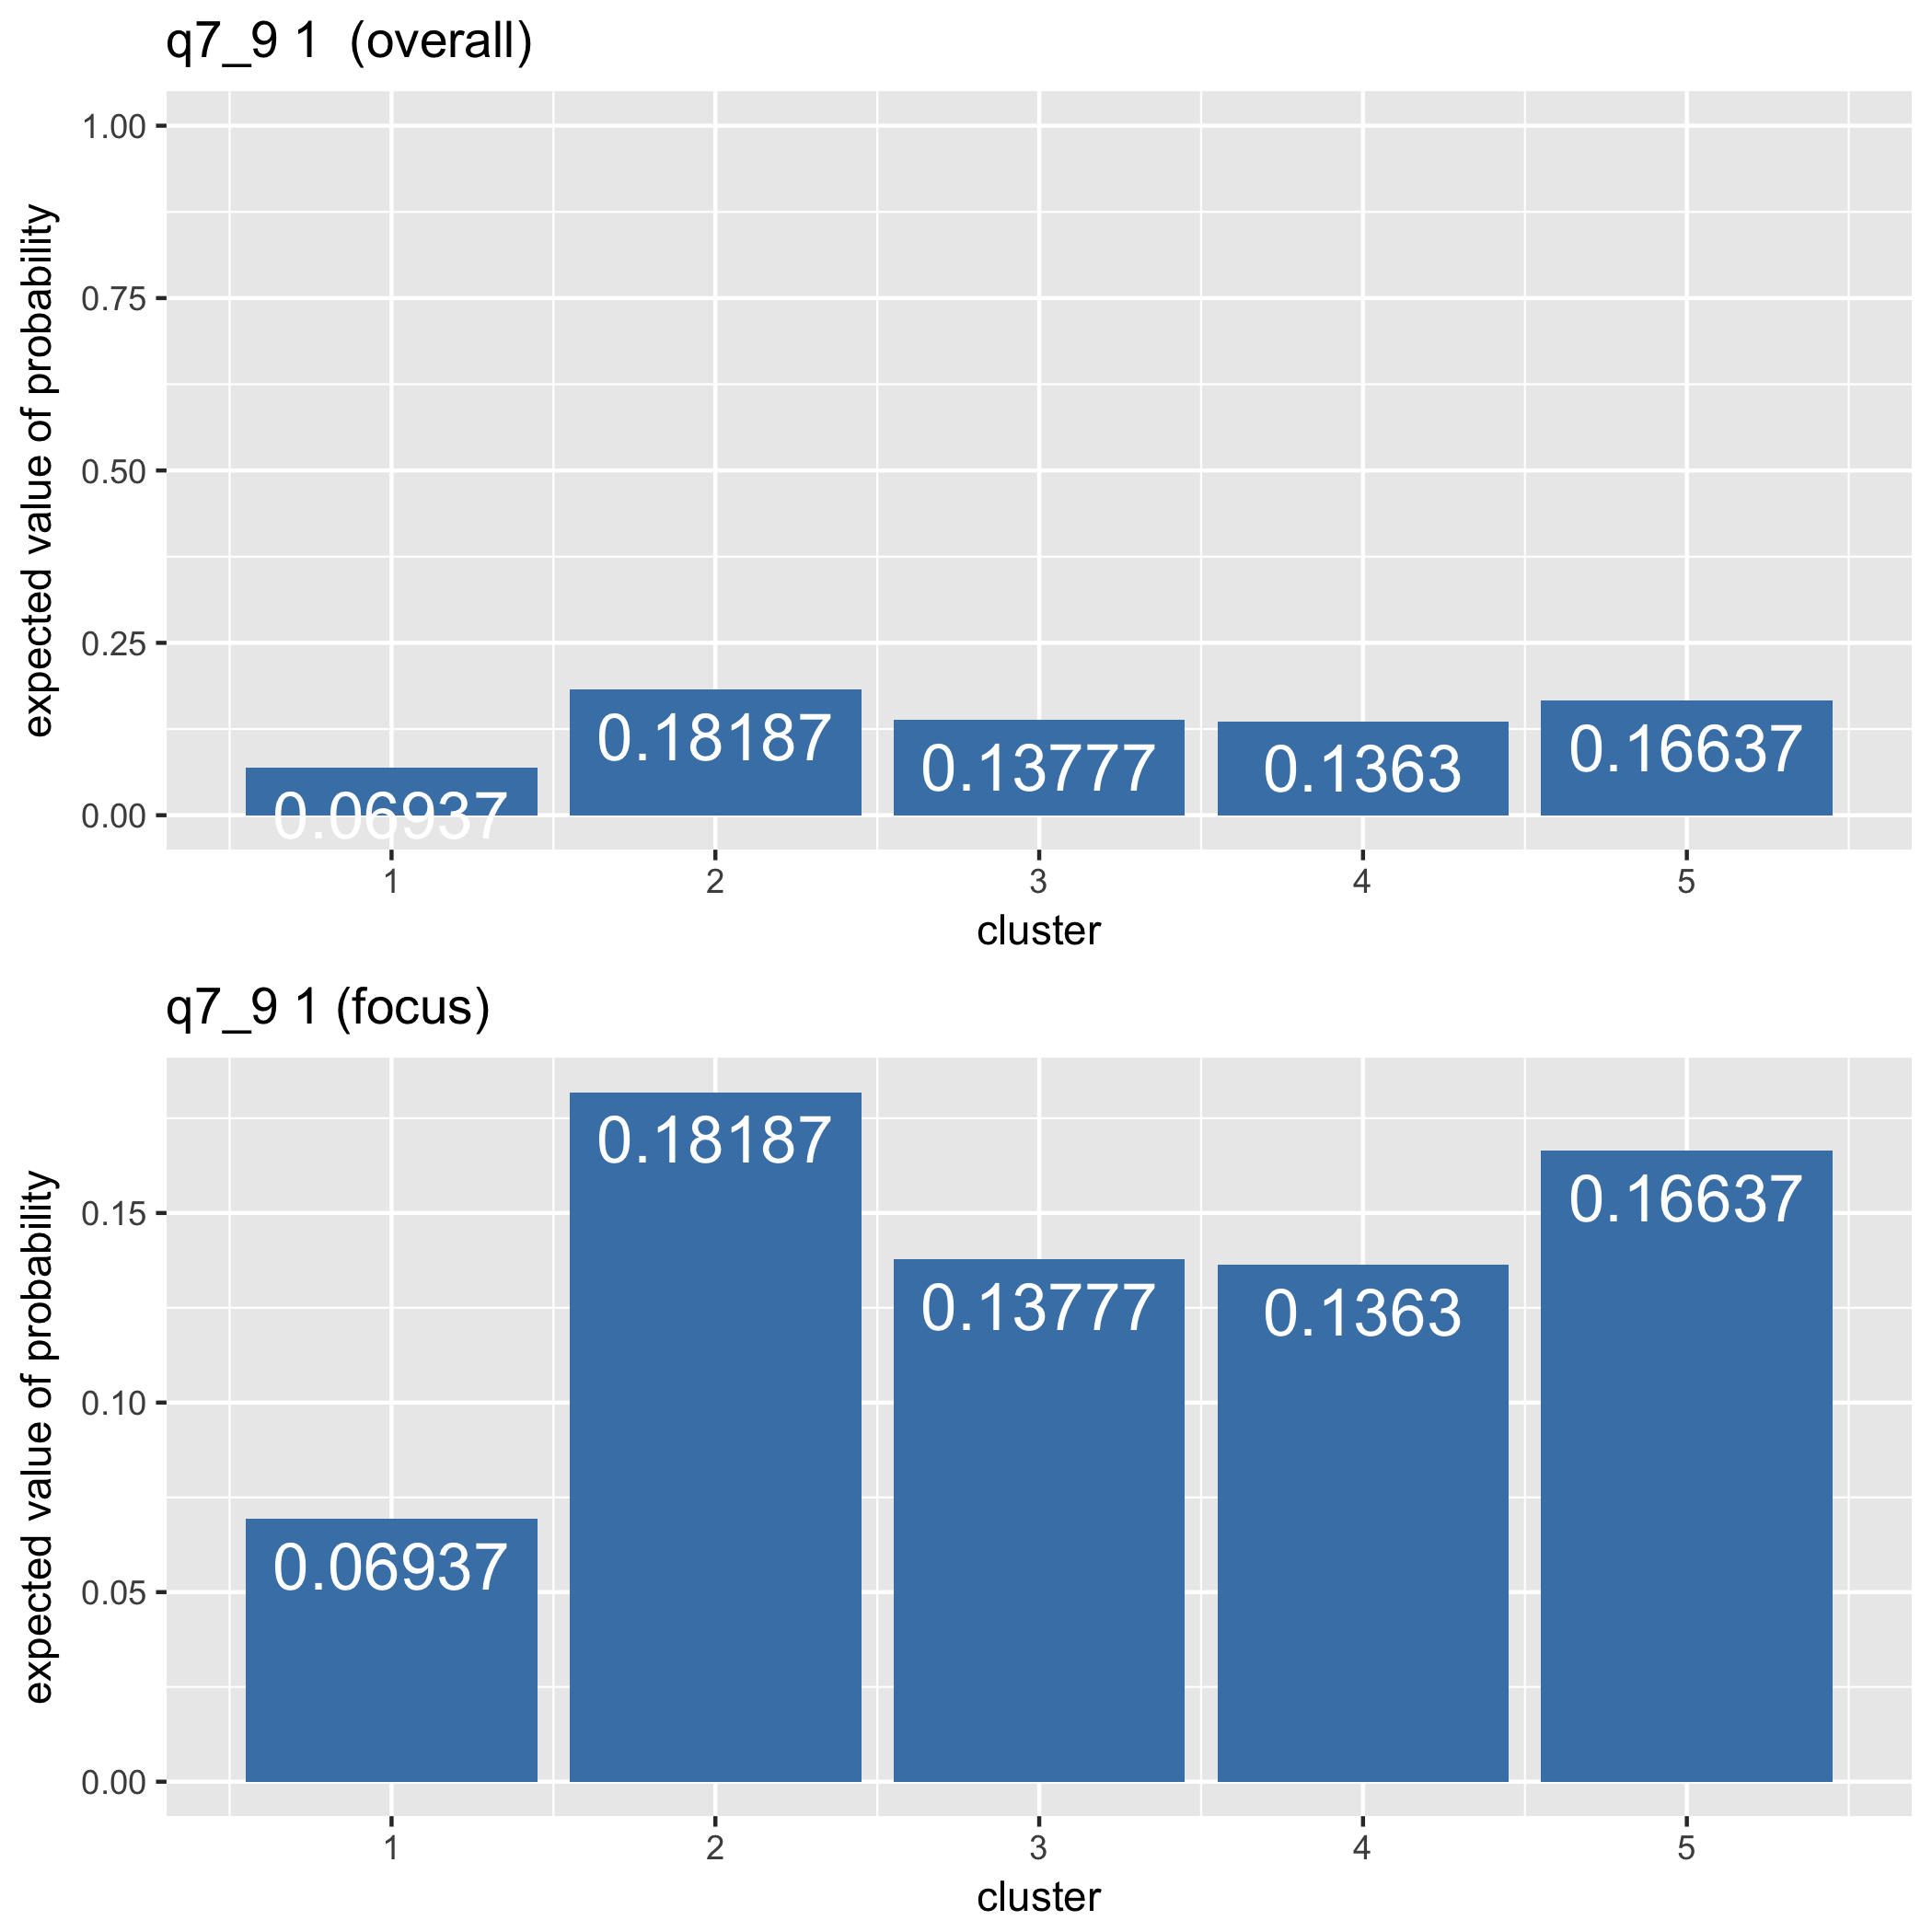 q7_9 1  (overall)
expected value of probability
1.00
0.75
0.50
0.25
0.00
0.06937
0.18187
0.13777
0.1363
0.16637
1 2 3 4 5
cluster
q7_9 1 (focus)
expected value of probability
0.15
0.10
0.05
0.00
0.06937
0.18187
0.13777
0.1363
0.16637
1 2 3 4 5
cluster